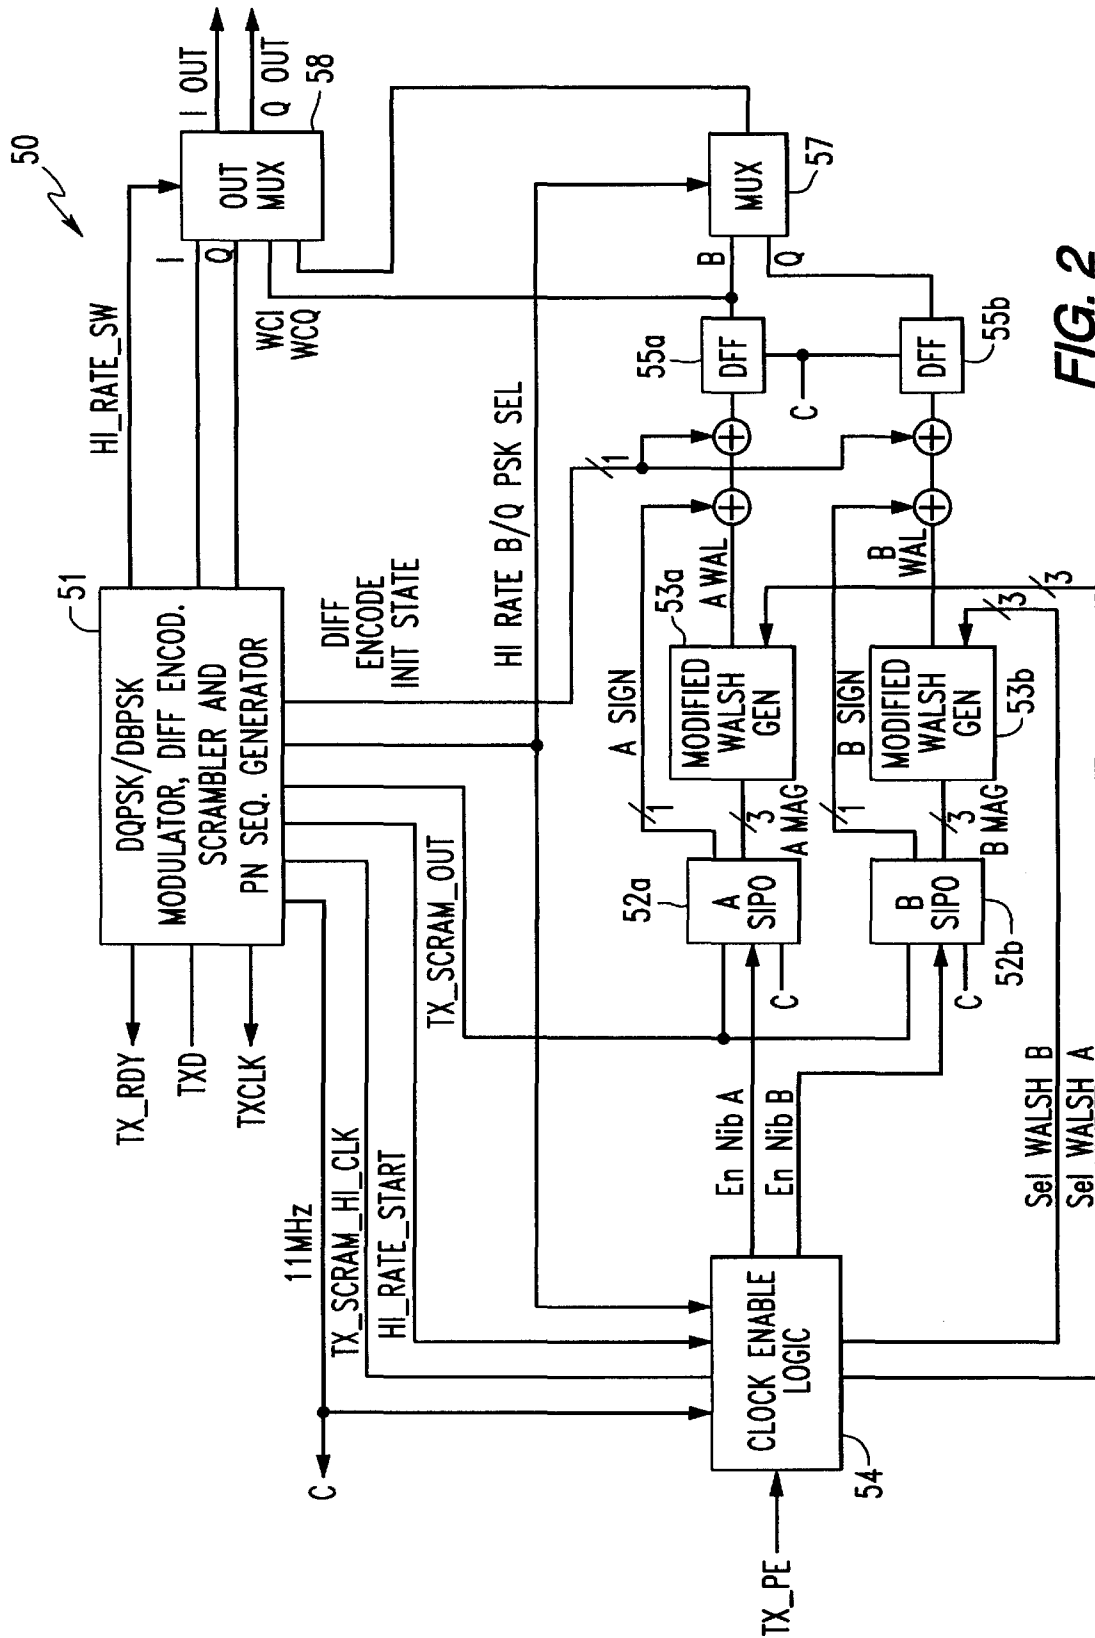 50
I OUT
Q OUT
58
OUT
MUX
HI_RATE_SW
I
Q
WCI
WCQ
51
DQPSK/DBPSK
MODULATOR, DIFF ENCOD.
SCRAMBLER AND
PN SEQ. GENERATOR
TX_RDY
TXD
TXCLK
DIFF
ENCODE
INIT STATE
HI RATE B/Q PSK SEL
TX_SCRAM_OUT
11MHz
TX_SCRAM_HI_CLK
HI_RATE_START
C
MUX
57
B
Q
55a
DFF
C
DFF
55b
1
A SIGN
A WAL
53a
MODIFIED
WALSH
GEN
1
3
A MAG
52a
A
SIPO
C
B SIGN
B
WAL
MODIFIED
WALSH
GEN
53b
3
3
1
3
B MAG
B
SIPO
52b
C
En Nib A
En Nib B
Sel WALSH B
Sel WALSH A
CLOCK ENABLE
LOGIC
54
TX_PE
FIG. 2